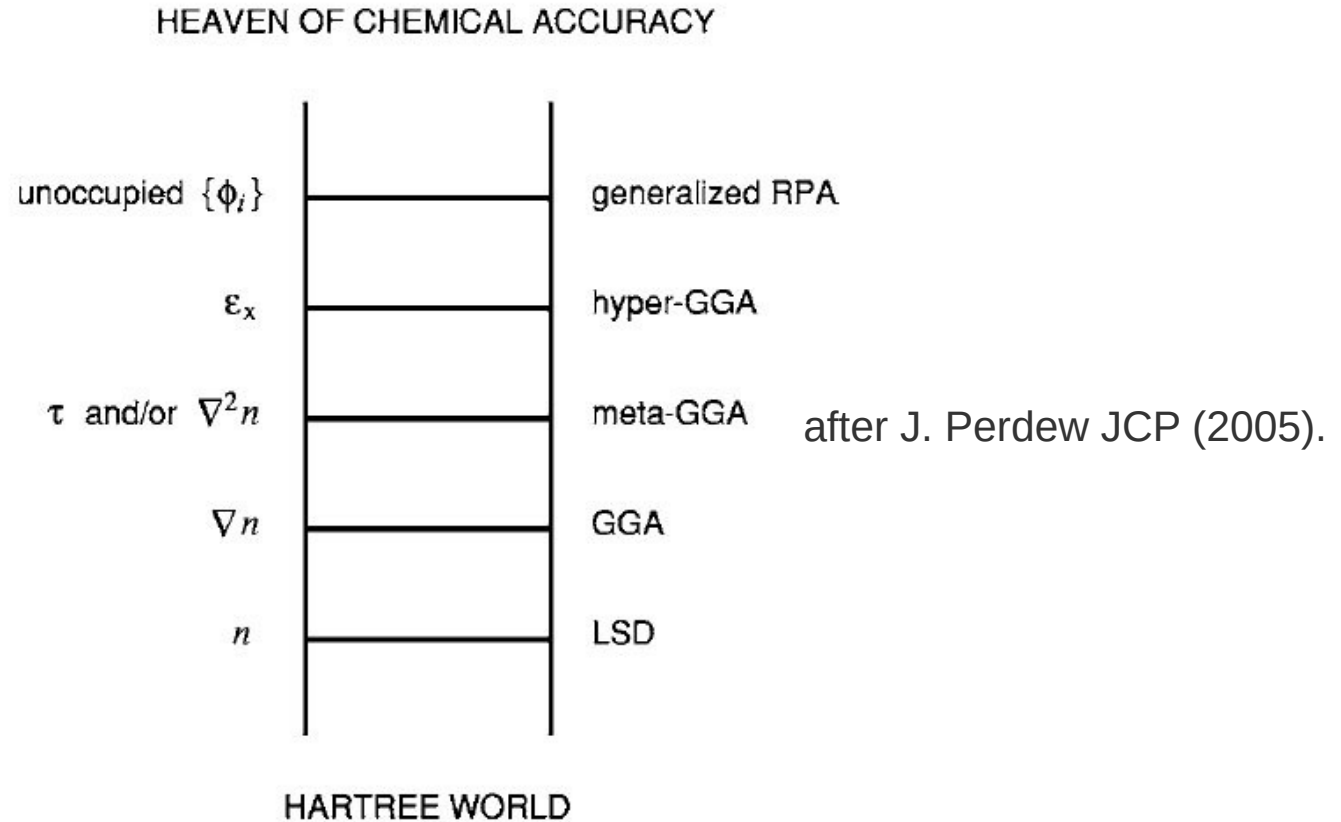 HEAVEN OF CHEMICAL ACCURACY
unoccupied {ϕᵢ} generalized RPA
εₓ hyper-GGA
τ and/or ∇²n meta-GGA after J. Perdew JCP (2005).
∇n GGA
n LSD
HARTREE WORLD